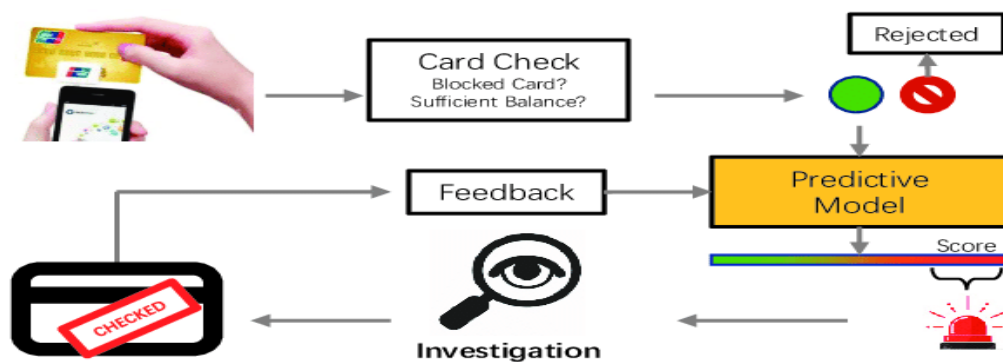 Card Check
Blocked Card?
Sufficient Balance?
Rejected
Feedback
Predictive
Model
Score
CHECKED
Investigation